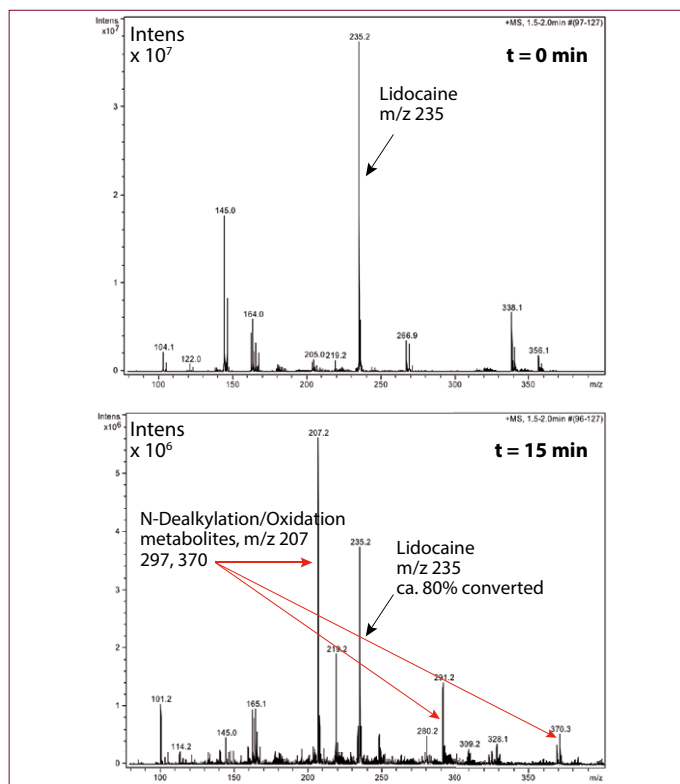 +MS, 1.5-2.0min #(97-127)
Intens.
x10⁷
Intens
x 10⁷
t = 0 min
235.2
Lidocaine
m/z 235
3
2
145.0
1
164.0
338.1
266.9
104.1
122.0
205.0
219.2
356.1
0
100
150
200
250
300
350
m/z
+MS, 1.5-2.0min #(96-127)
Intens.
x10⁶
Intens
x 10⁶
t = 15 min
207.2
5
N-Dealkylation/Oxidation
metabolites, m/z 207
297, 370
235.2
Lidocaine
m/z 235
ca. 80% converted
4
3
2
219.2
291.2
1
101.2
165.1
145.0
114.2
280.2
309.2
328.1
370.3
0
100
150
200
250
300
350
m/z